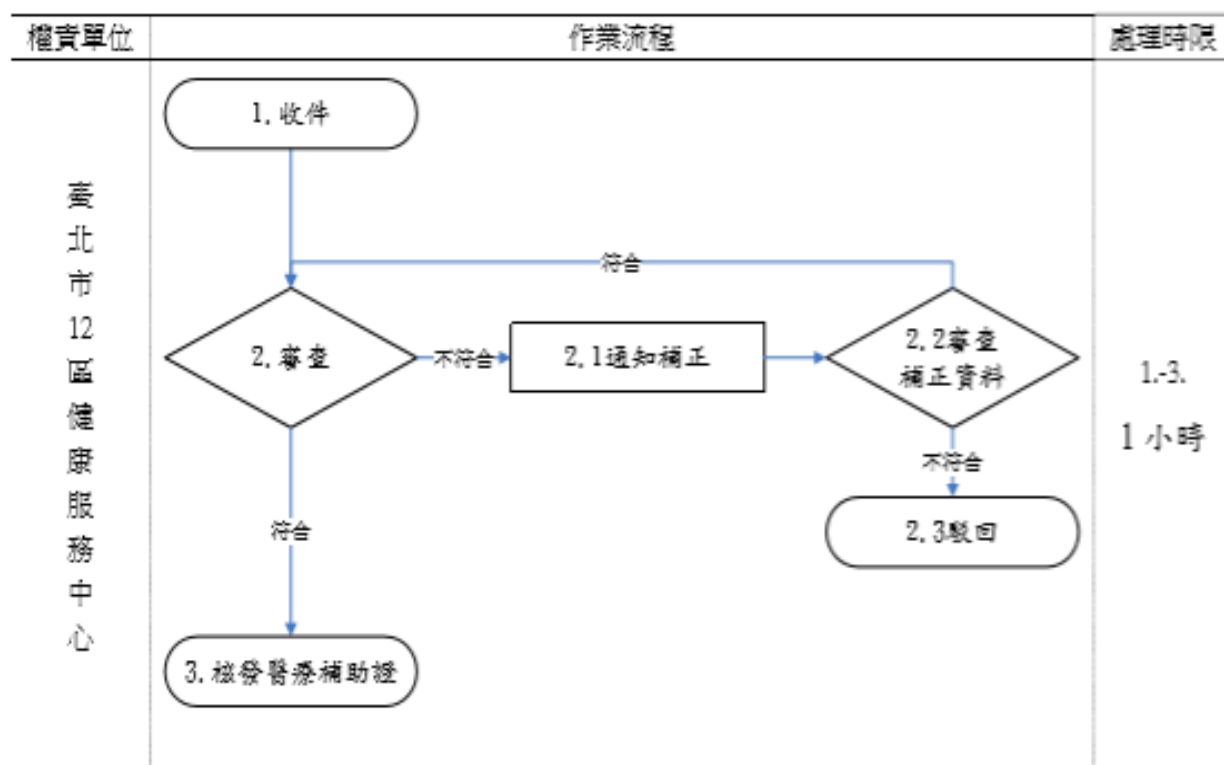 權責單位
作業流程
處理時限
臺北市12區健康服務中心
1.收件
符合
2.審查
不符合
2.1通知補正
2.2審查
補正資料
1.-3.
1 小時
不符合
符合
2.3駁回
3.核發醫療補助證